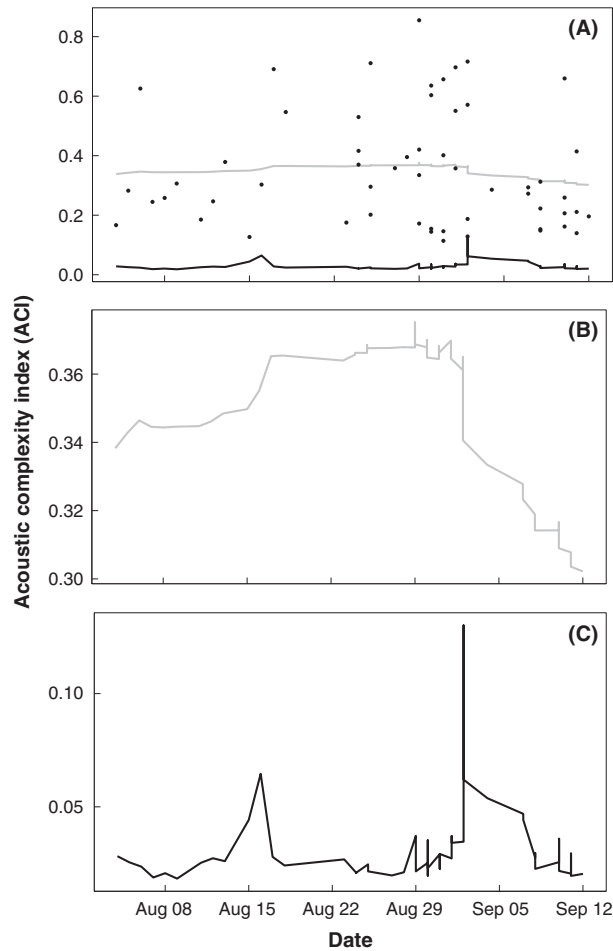 Acoustic complexity index (ACI)
(A)
0.8
0.6
0.4
0.2
0.0
(B)
0.36
0.34
0.32
0.30
(C)
0.10
0.05
Aug 08 Aug 15 Aug 22 Aug 29 Sep 05 Sep 12
Date